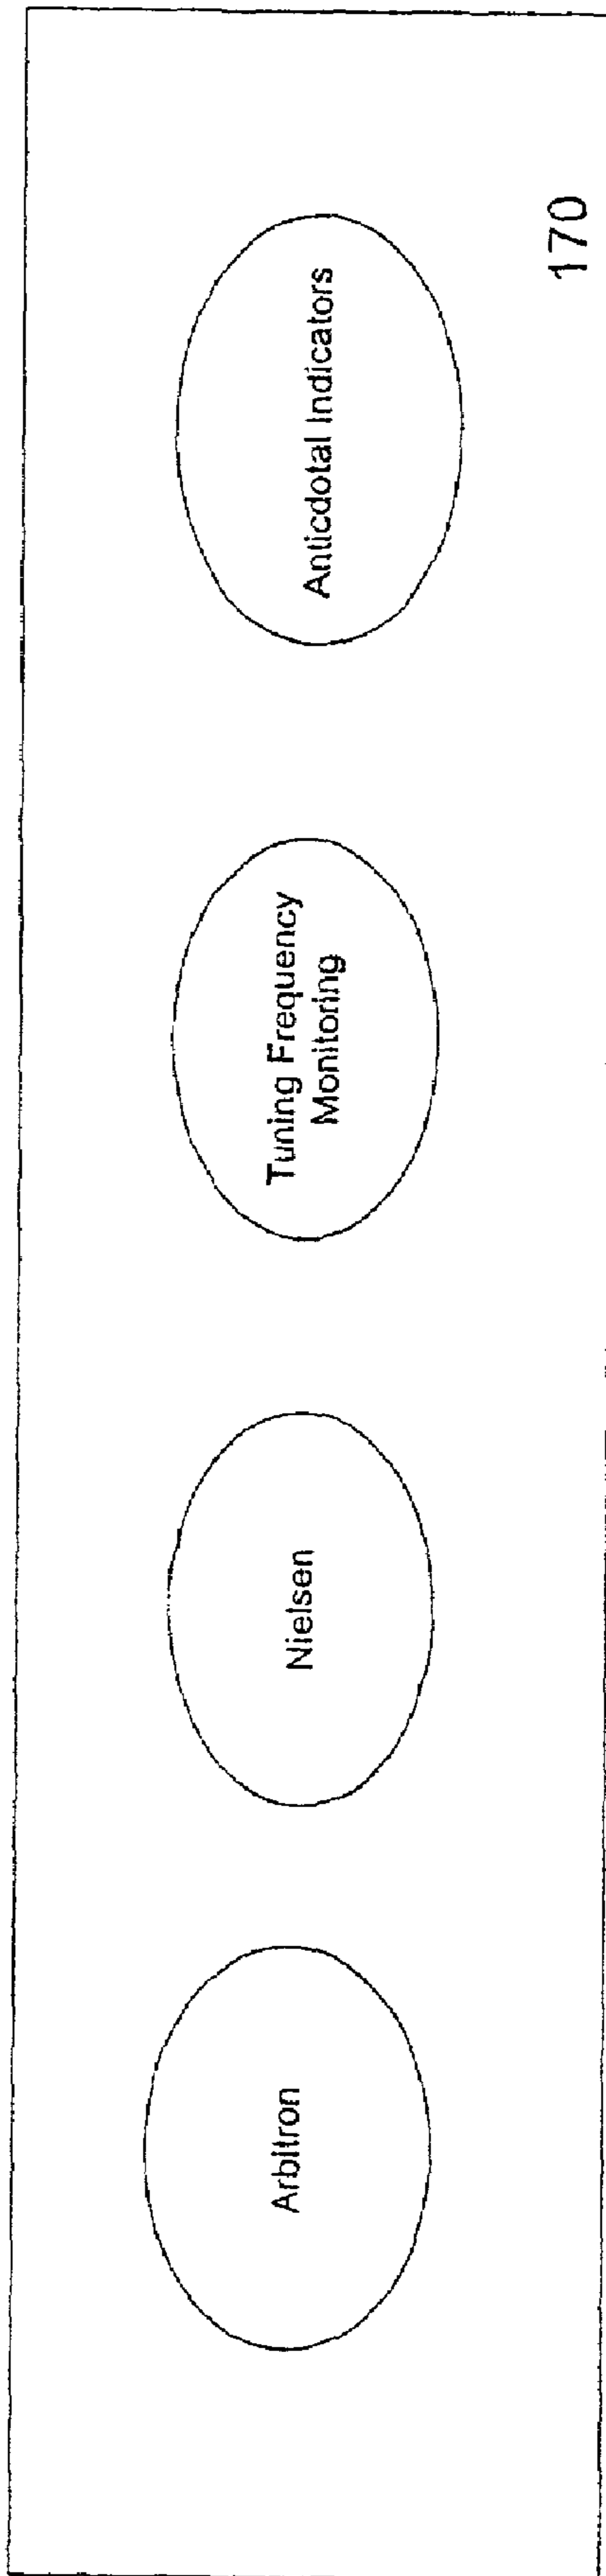 Arbitron
Nielsen
Tuning Frequency
Monitoring
Anticdotal Indicators
170